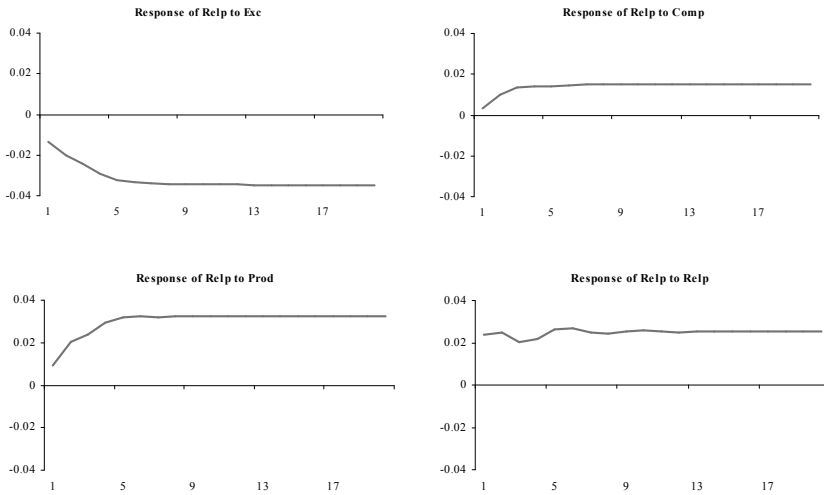 Response of Relp to Exc
0.04
0.02
0
-0.02
-0.04
1 5 9 13 17
Response of Relp to Comp
0.04
0.02
0
-0.02
-0.04
1 5 9 13 17
Response of Relp to Prod
0.04
0.02
0
-0.02
-0.04
1 5 9 13 17
Response of Relp to Relp
0.04
0.02
0
-0.02
-0.04
1 5 9 13 17